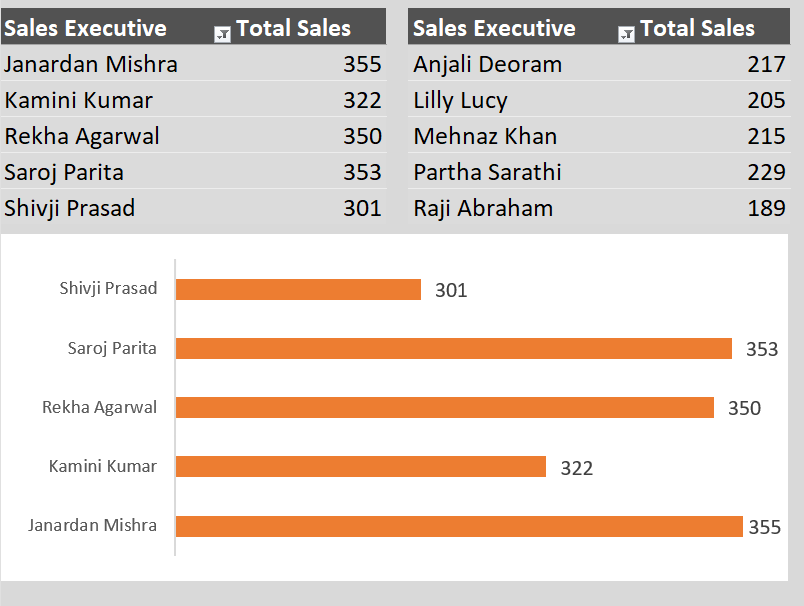 Sales Executive Total Sales Sales Executive Total Sales
Janardan Mishra 355 Anjali Deoram 217
Kamini Kumar 322 Lilly Lucy 205
Rekha Agarwal 350 Mehnaz Khan 215
Saroj Parita 353 Partha Sarathi 229
Shivji Prasad 301 Raji Abraham 189
Shivji Prasad 301
Saroj Parita 353
Rekha Agarwal 350
Kamini Kumar 322
Janardan Mishra 355